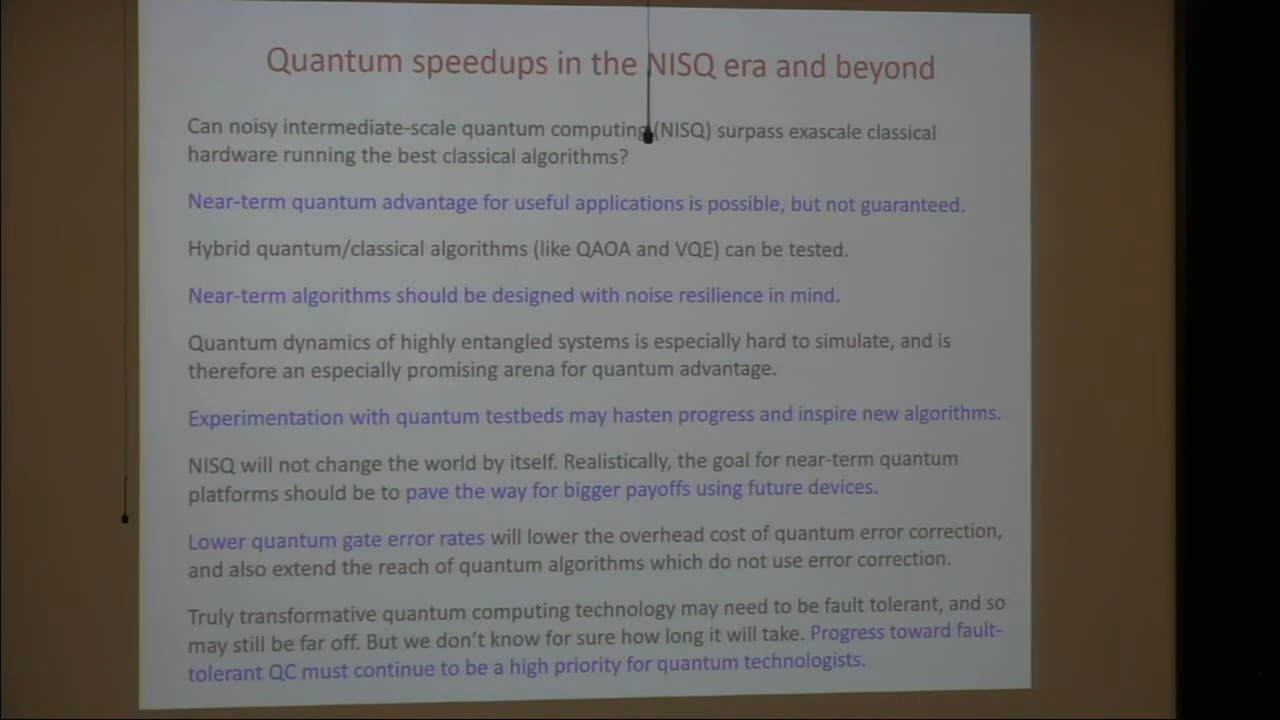 Quantum speedups in the NISQ era and beyond
Can noisy intermediate-scale quantum computing (NISQ) surpass exascale classical
hardware running the best classical algorithms?
Near-term quantum advantage for useful applications is possible, but not guaranteed.
Hybrid quantum/classical algorithms (like QAOA and VQE) can be tested.
Near-term algorithms should be designed with noise resilience in mind.
Quantum dynamics of highly entangled systems is especially hard to simulate, and is
therefore an especially promising arena for quantum advantage.
Experimentation with quantum testbeds may hasten progress and inspire new algorithms.
NISQ will not change the world by itself. Realistically, the goal for near-term quantum
platforms should be to pave the way for bigger payoffs using future devices.
Lower quantum gate error rates will lower the overhead cost of quantum error correction,
and also extend the reach of quantum algorithms which do not use error correction.
Truly transformative quantum computing technology may need to be fault tolerant, and so
may still be far off. But we don't know for sure how long it will take. Progress toward fault-
tolerant QC must continue to be a high priority for quantum technologists.